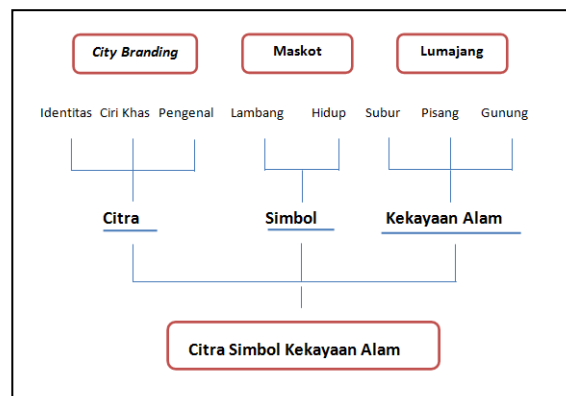 City Branding Maskot Lumajang
Identitas Ciri Khas Pengenal Lambang Hidup Subur Pisang Gunung
Citra Simbol Kekayaan Alam
Citra Simbol Kekayaan Alam